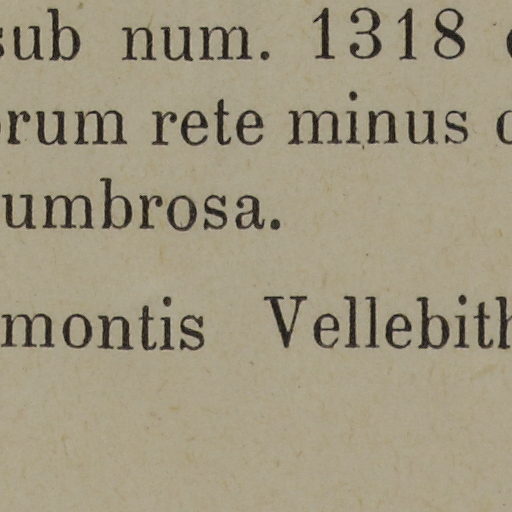 sub num. 1318
orum rete minus
umbrosa.
montis Vellebith